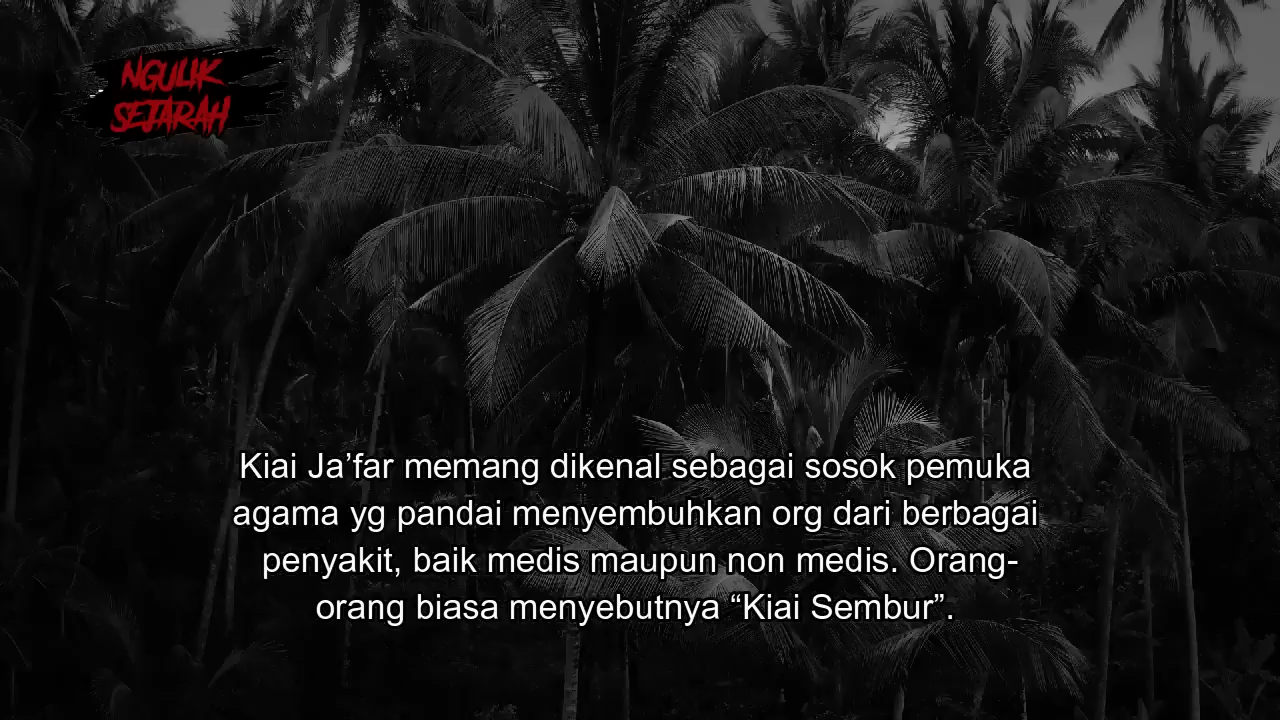 NGULIK
SEJARAH
Kiai Ja’far memang dikenal sebagai sosok pemuka
agama yg pandai menyembuhkan org dari berbagai
penyakit, baik medis maupun non medis. Orang-
orang biasa menyebutnya “Kiai Sembur”.